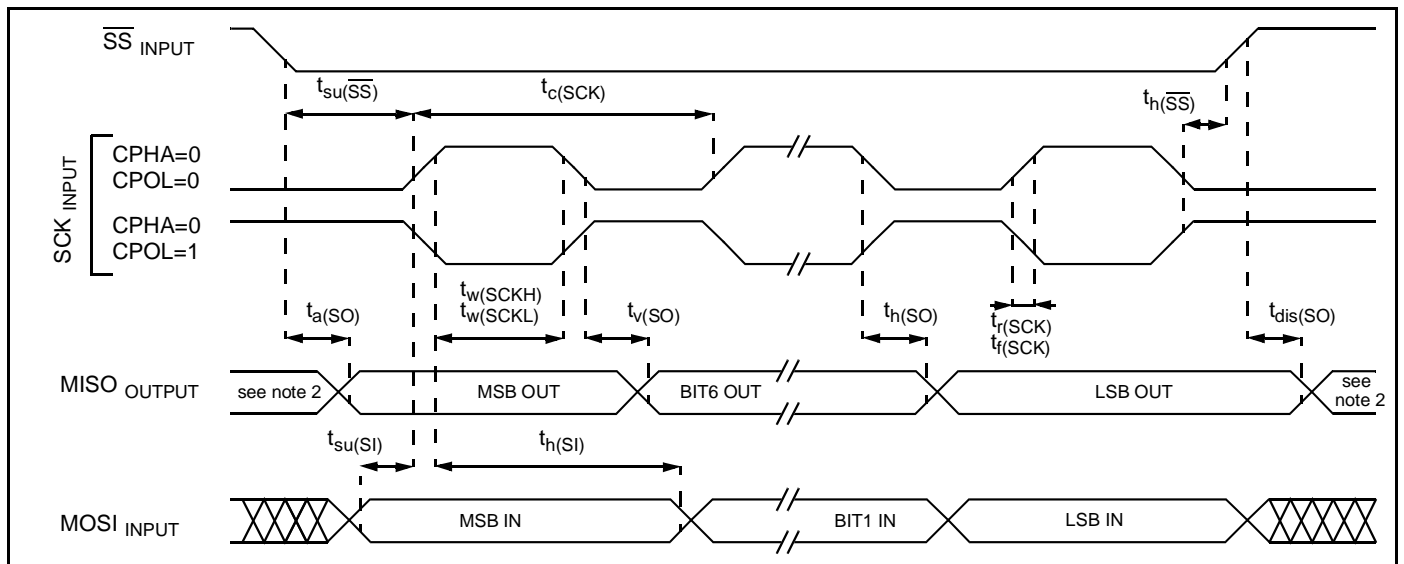 SS INPUT
tsu(SS)
tc(SCK)
th(SS)
SCK INPUT
CPHA=0
CPOL=0
CPHA=0
CPOL=1
ta(SO)
tw(SCKH)
tw(SCKL)
tv(SO)
th(SO)
tr(SCK)
tf(SCK)
tdis(SO)
MISO OUTPUT
see note 2
MSB OUT
BIT6 OUT
LSB OUT
see
note 2
tsu(SI)
th(SI)
MOSI INPUT
MSB IN
BIT1 IN
LSB IN